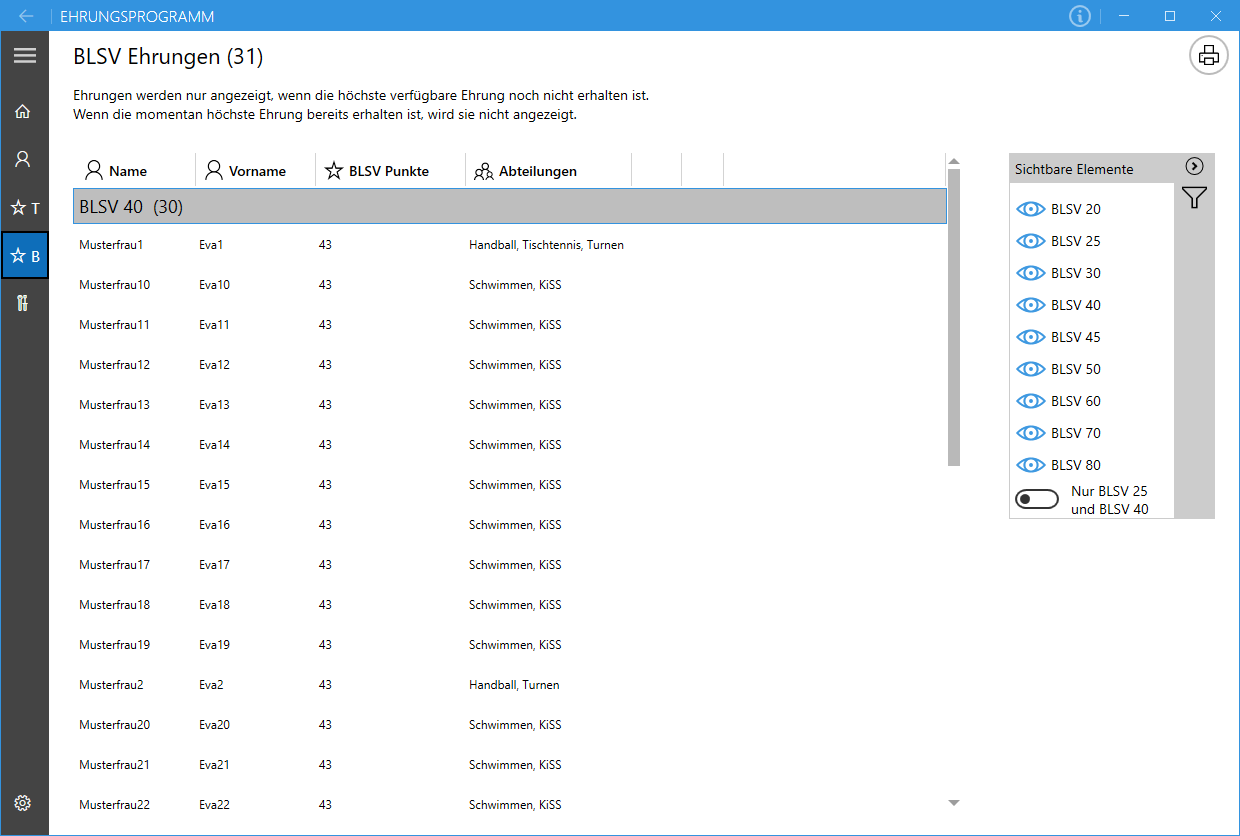 EHRUNGSPROGRAMM
BLSV Ehrungen (31)
Ehrungen werden nur angezeigt, wenn die höchste verfügbare Ehrung noch nicht erhalten ist.
Wenn die momentan höchste Ehrung bereits erhalten ist, wird sie nicht angezeigt.
T
B
Name Vorname BLSV Punkte Abteilungen
BLSV 40 (30)
Musterfrau1 Eva1 43 Handball, Tischtennis, Turnen
Musterfrau10 Eva10 43 Schwimmen, KiSS
Musterfrau11 Eva11 43 Schwimmen, KiSS
Musterfrau12 Eva12 43 Schwimmen, KiSS
Musterfrau13 Eva13 43 Schwimmen, KiSS
Musterfrau14 Eva14 43 Schwimmen, KiSS
Musterfrau15 Eva15 43 Schwimmen, KiSS
Musterfrau16 Eva16 43 Schwimmen, KiSS
Musterfrau17 Eva17 43 Schwimmen, KiSS
Musterfrau18 Eva18 43 Schwimmen, KiSS
Musterfrau19 Eva19 43 Schwimmen, KiSS
Musterfrau2 Eva2 43 Handball, Turnen
Musterfrau20 Eva20 43 Schwimmen, KiSS
Musterfrau21 Eva21 43 Schwimmen, KiSS
Musterfrau22 Eva22 43 Schwimmen, KiSS
Sichtbare Elemente
BLSV 20
BLSV 25
BLSV 30
BLSV 40
BLSV 45
BLSV 50
BLSV 60
BLSV 70
BLSV 80
Nur BLSV 25
und BLSV 40